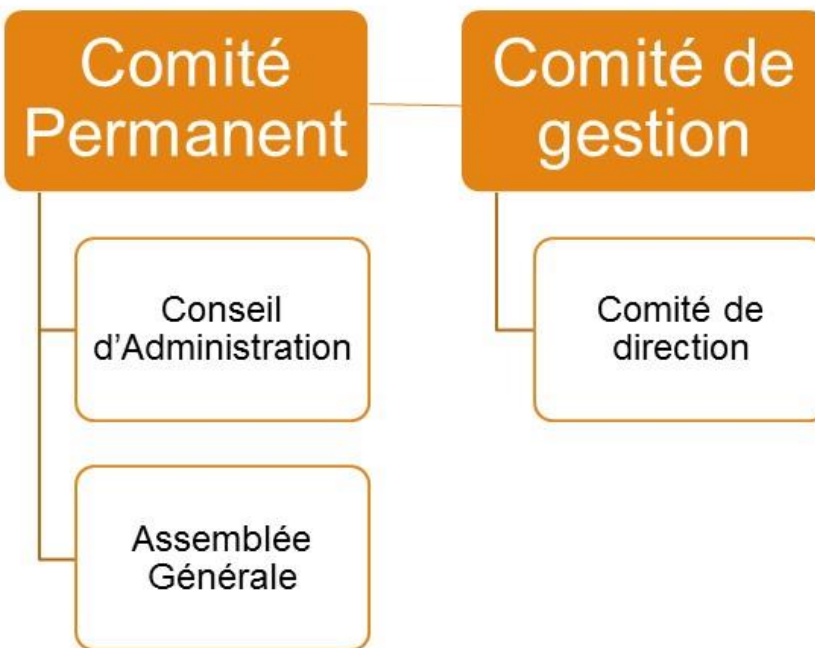 Comité
Permanent
Comité de
gestion
Conseil
d’Administration
Comité de
direction
Assemblée
Générale